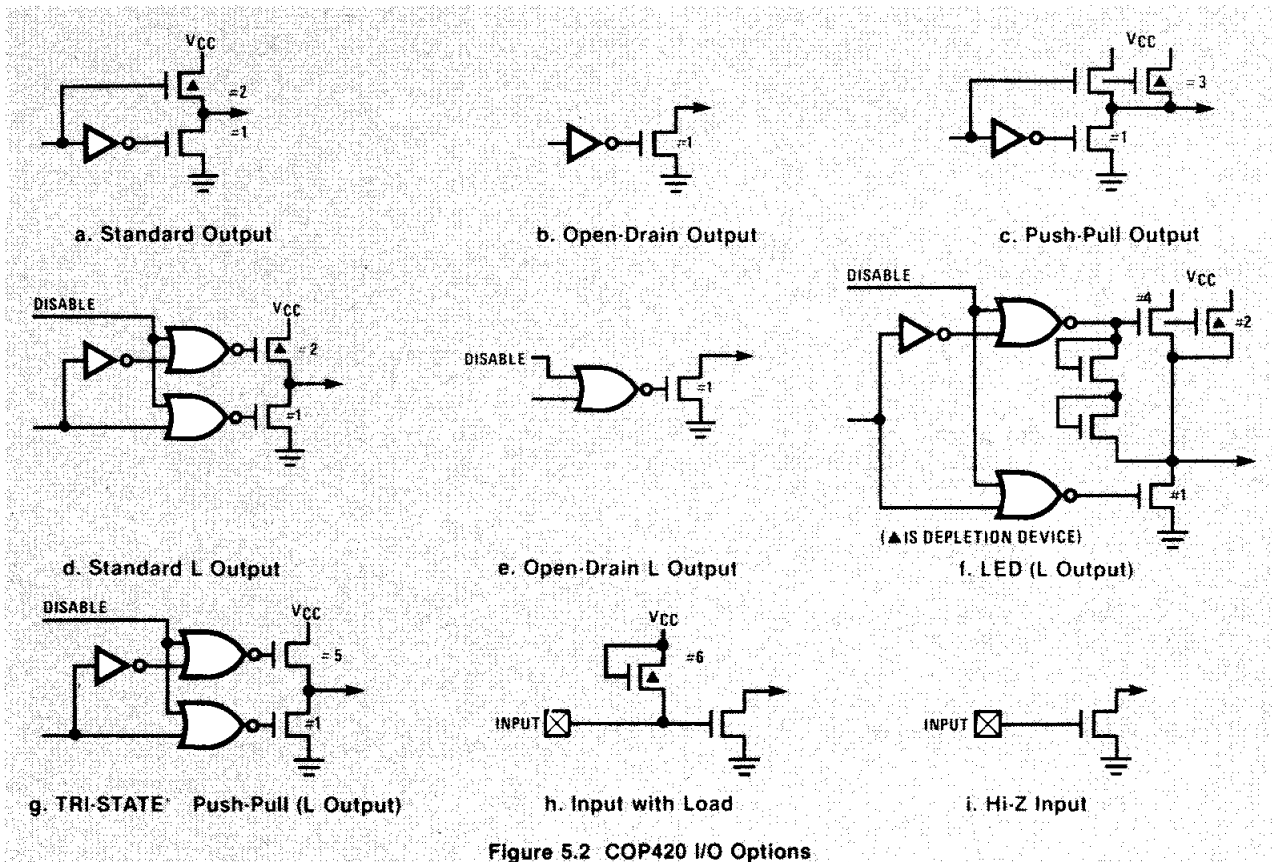 VCC
≈2
≈1
a. Standard Output
≈1
b. Open-Drain Output
VCC
≈3
≈1
c. Push-Pull Output
DISABLE
VCC
≈2
≈1
d. Standard L Output
DISABLE
≈1
e. Open-Drain L Output
DISABLE
VCC
≈4
≈2
≈1
(▲IS DEPLETION DEVICE)
f. LED (L Output)
DISABLE
VCC
≈5
≈1
g. TRI-STATE® Push-Pull (L Output)
VCC
≈6
INPUT
h. Input with Load
INPUT
i. Hi-Z Input
Figure 5.2 COP420 I/O Options